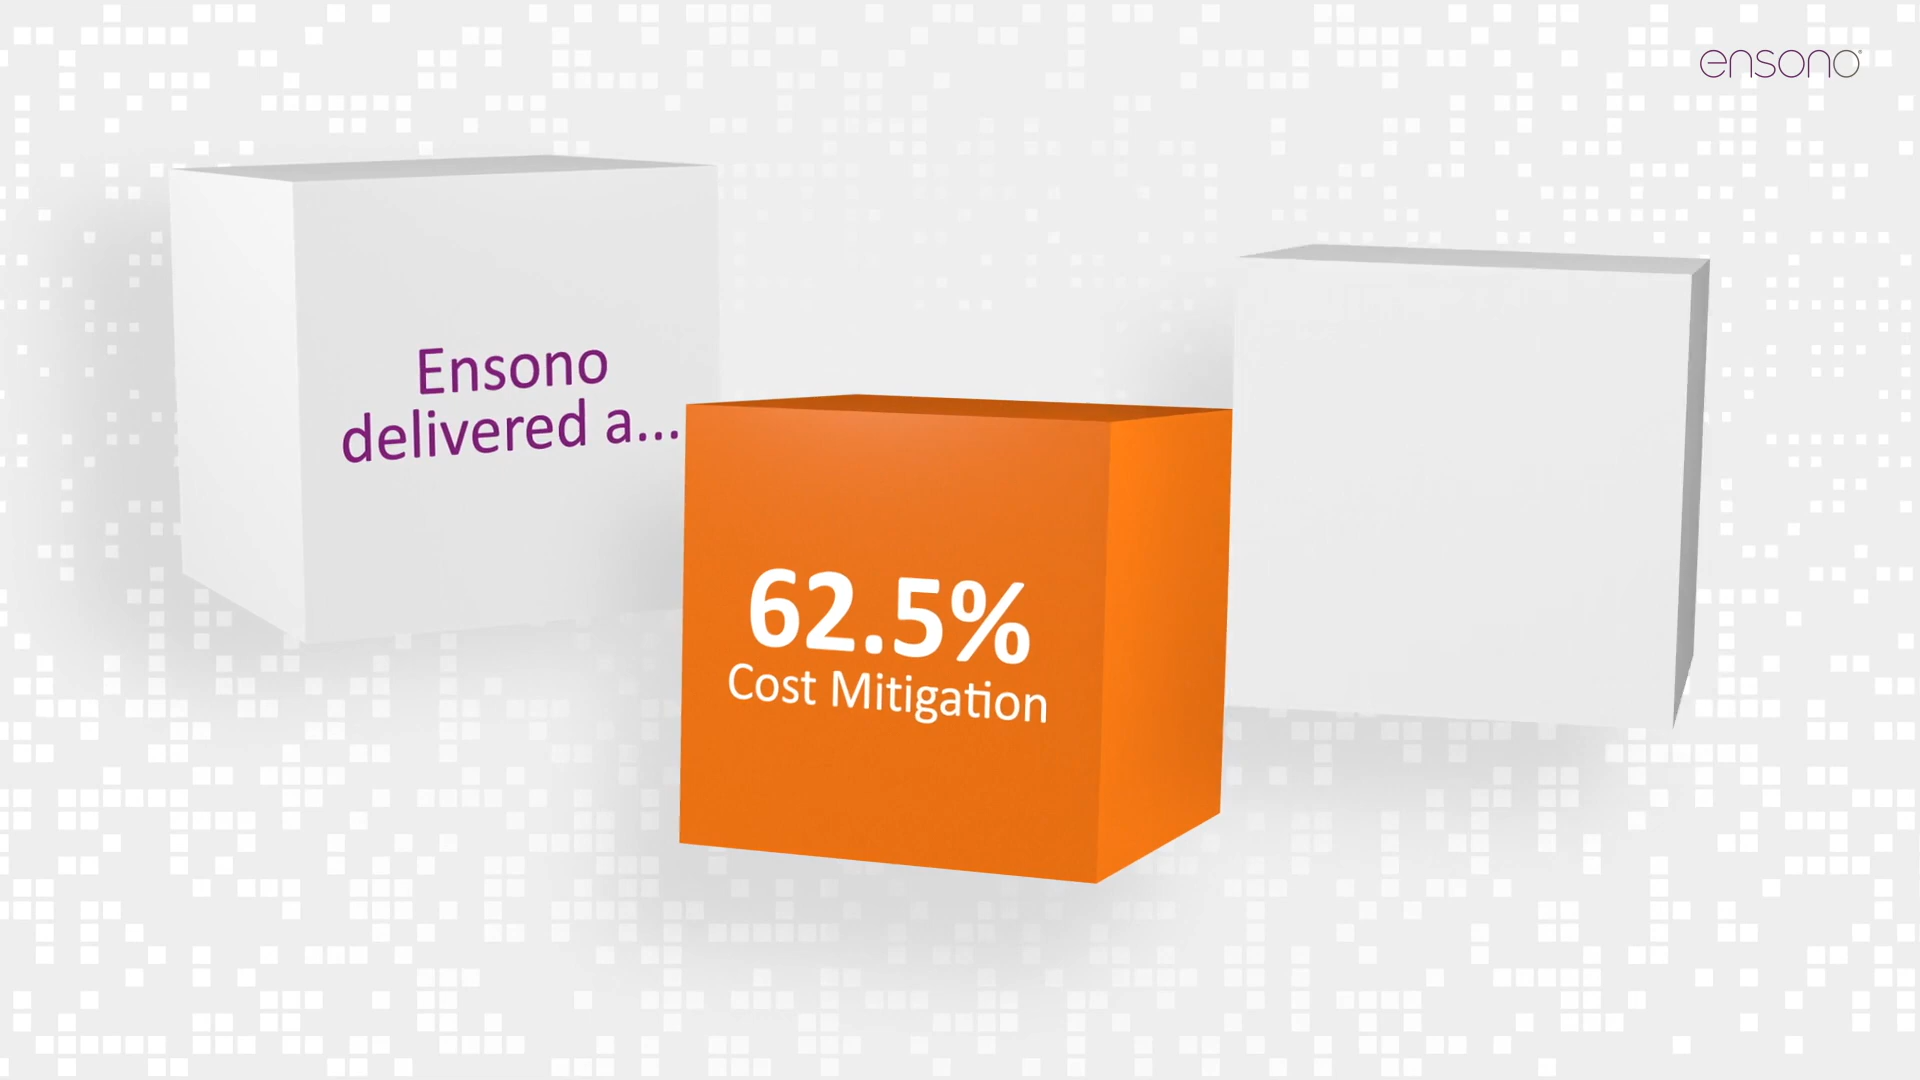 ensono
Ensono
delivered a...
62.5%
Cost Mitigation